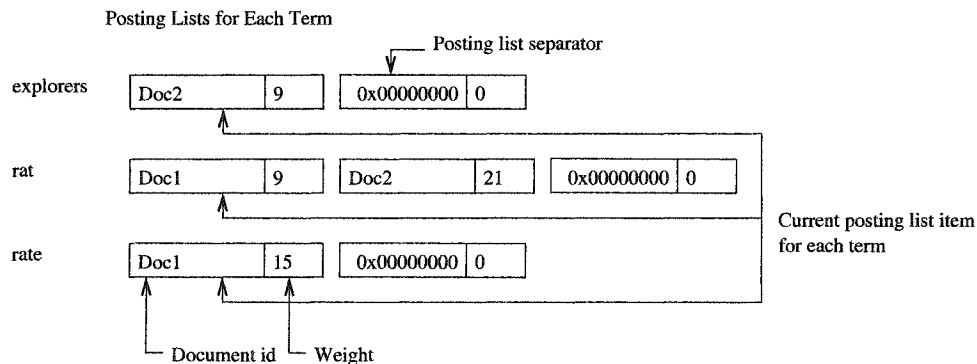 Posting Lists for Each Term
Posting list separator
explorers Doc2 9 0x00000000 0
rat Doc1 9 Doc2 21 0x00000000 0
Current posting list item
for each term
rate Doc1 15 0x00000000 0
Document id Weight